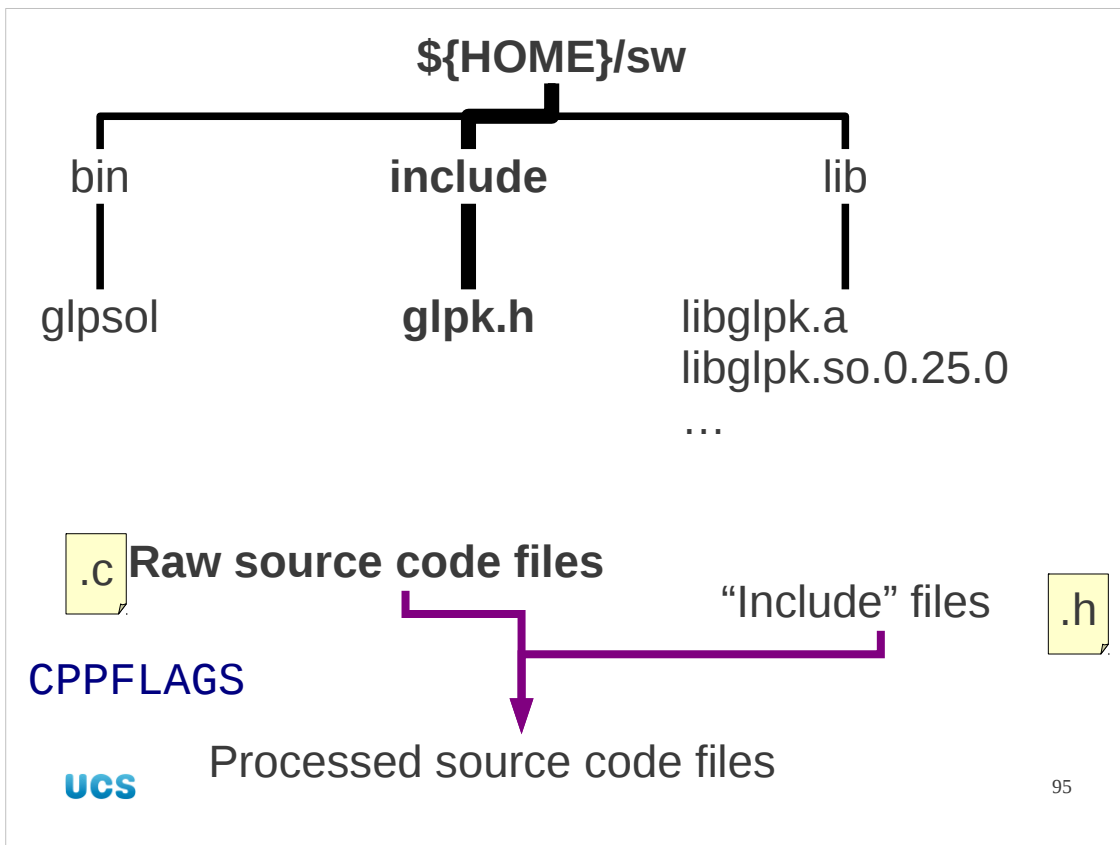 ${HOME}/sw
bin include lib
glpsol glpk.h libglpk.a
libglpk.so.0.25.0
…
.c Raw source code files
“Include” files .h
CPPFLAGS
Processed source code files
UCS 95